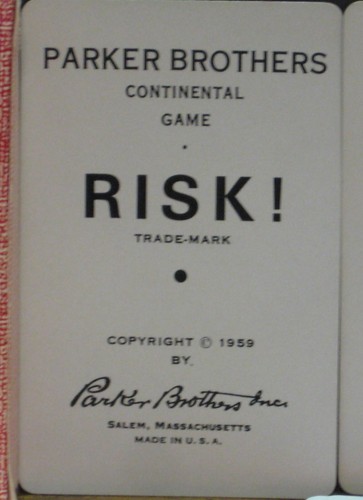 PARKER BROTHERS
CONTINENTAL
GAME
RISK!
TRADE-MARK
COPYRIGHT © 1959
BY
Parker Brothers Inc.
SALEM, MASSACHUSETTS
MADE IN U.S.A.